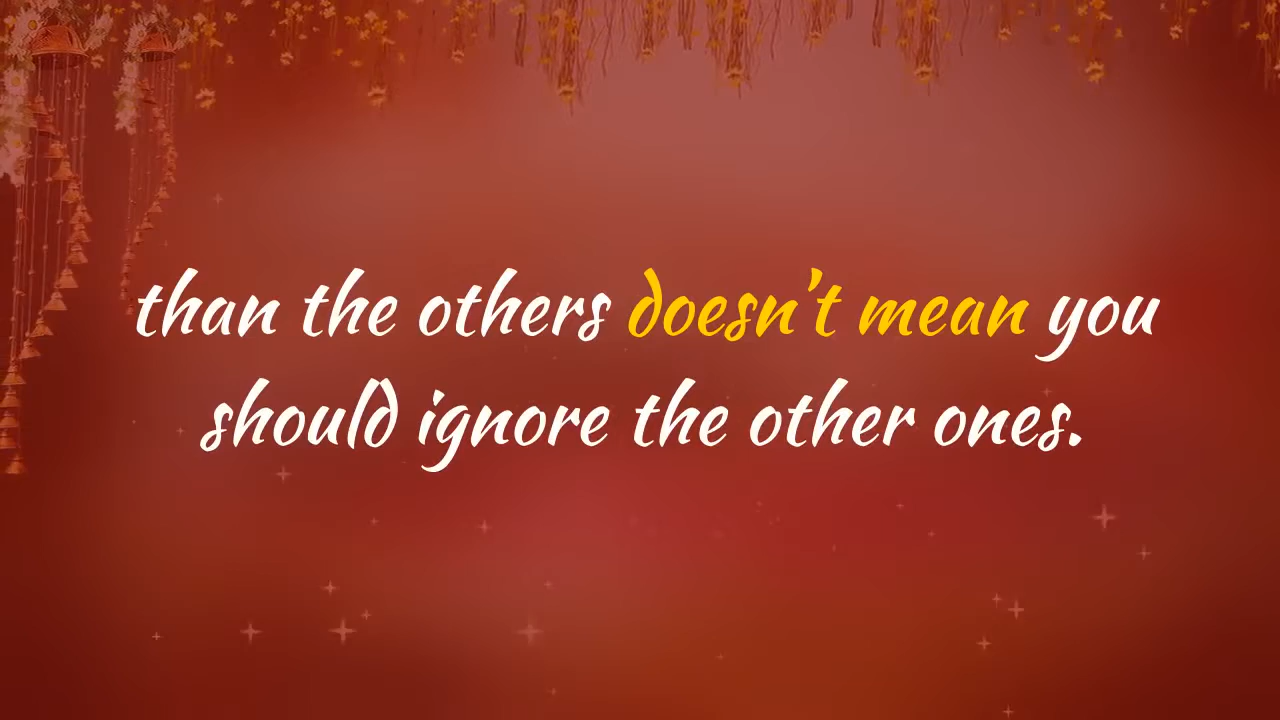 than the others doesn't mean you
should ignore the other ones.